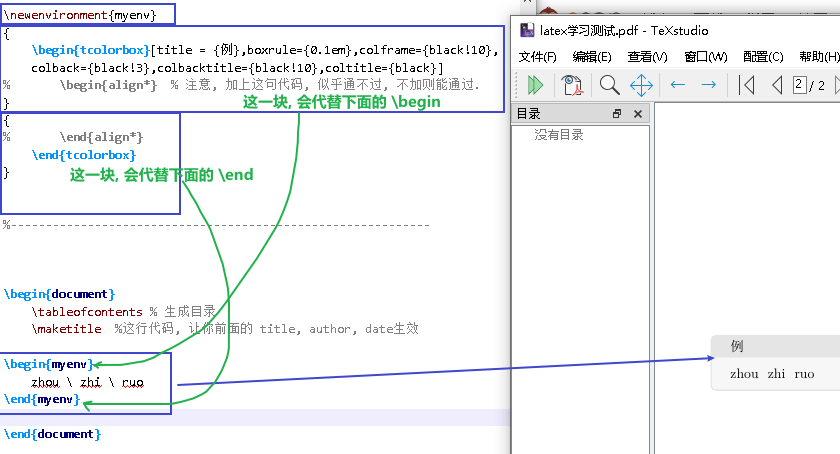 \newenvironment{myenv}
{
\begin{tcolorbox}[title = {例},boxrule={0.1em},colframe={black!10},
colback={black!3},colbacktitle={black!10},coltitle={black}]
% \begin{align*} % 注意, 加上这句代码, 似乎通不过, 不加则能通过.
}
这一块, 会代替下面的 \begin
{
% \end{align*}
\end{tcolorbox}
}
这一块, 会代替下面的 \end
%------------------------------------------------------------
\begin{document}
\tableofcontents % 生成目录
\maketitle %这行代码, 让你前面的 title, author, date生效
\begin{myenv}
zhou \ zhi \ ruo
\end{myenv}
\end{document}
latex学习测试.pdf - TeXstudio
文件(F) 编辑(E) 查看(V) 窗口(W) 配置(C) 帮助(H)
2 / 2
目录
没有目录
例
zhou zhi ruo